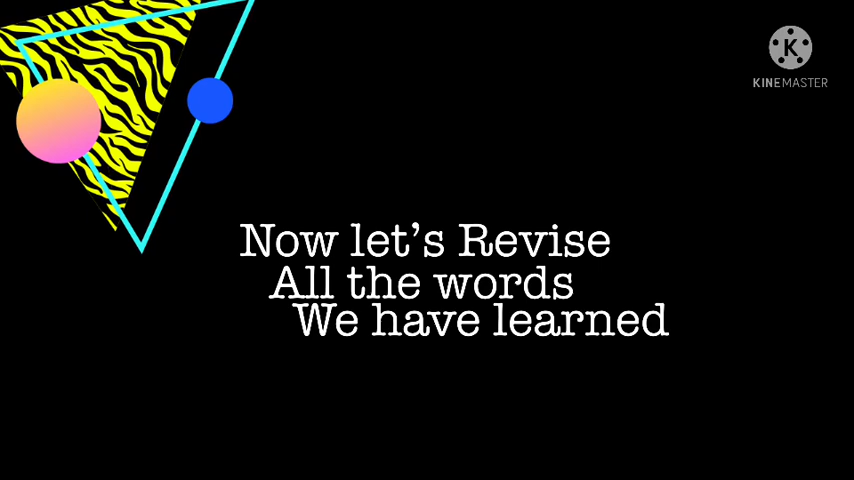 K
KINEMASTER
Now let's Revise
All the words
We have learned